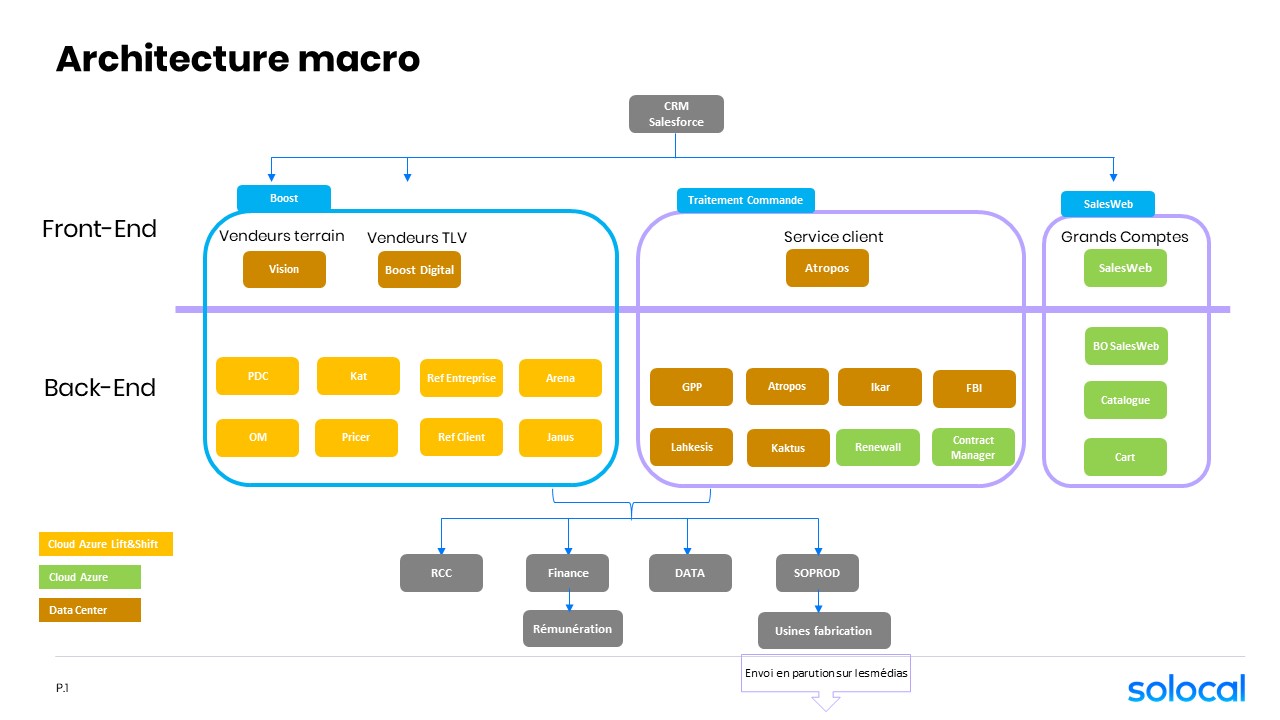 Architecture macro
CRM
Salesforce
Boost
Traitement Commande
SalesWeb
Front-End
Vendeurs terrain
Vendeurs TLV
Service client
Grands Comptes
Vision
Boost Digital
Atropos
SalesWeb
Back-End
PDC
Kat
Ref Entreprise
Arena
OM
Pricer
Ref Client
Janus
GPP
Atropos
Ikar
FBI
Lahkesis
Kaktus
Renewall
Contract
Manager
BO SalesWeb
Catalogue
Cart
Cloud Azure Lift&Shift
Cloud Azure
Data Center
RCC
Finance
DATA
SOPROD
Rémunération
Usines fabrication
Envoi en parution sur les médias
P.1
solocal